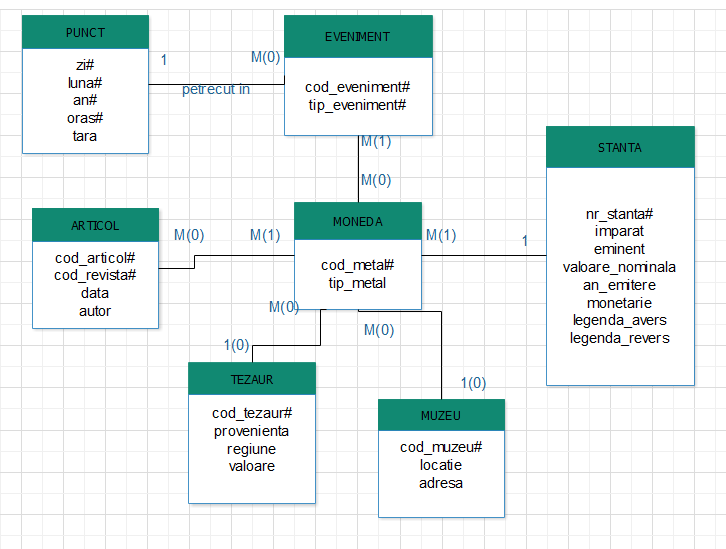 PUNCT
zi#
luna#
an#
oras#
tara
1
M(0)
petrecut in
EVENIMENT
cod_eveniment#
tip_eveniment#
M(1)
M(0)
STANTA
nr_stanta#
imparat
eminent
valoare_nominala
an_emitere
monetarie
legenda_avers
legenda_revers
ARTICOL
cod_articol#
cod_revista#
data
autor
M(0)
M(1)
MONEDA
cod_meta#
tip_metal
M(1)
1
M(0)
1(0)
M(0)
1(0)
TEZAUR
cod_tezaur#
provenienta
regiune
valoare
MUZEU
cod_muzeu#
locatie
adresa